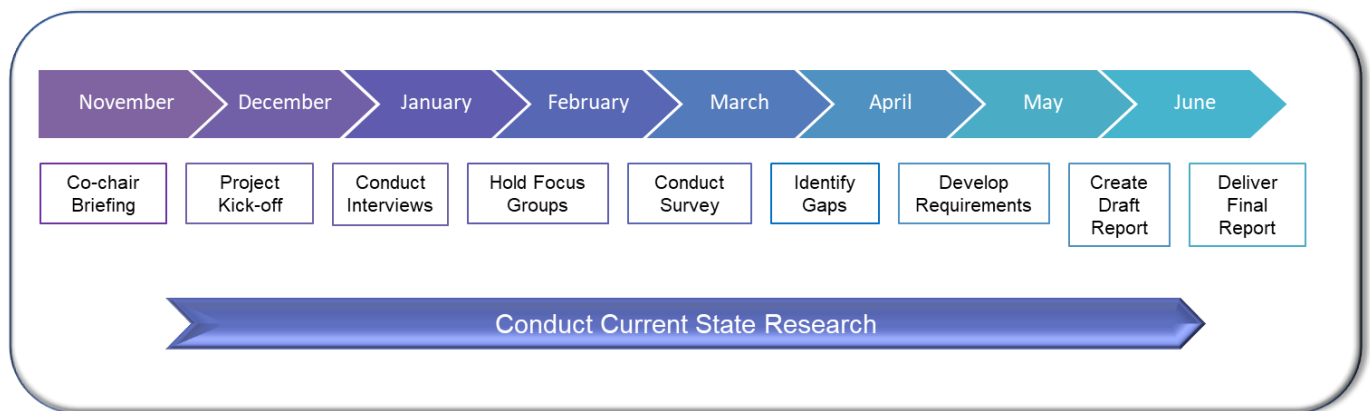 November December January February March April May June
Co-chair
Briefing
Project
Kick-off
Conduct
Interviews
Hold Focus
Groups
Conduct
Survey
Identify
Gaps
Develop
Requirements
Create
Draft
Report
Deliver
Final
Report
Conduct Current State Research